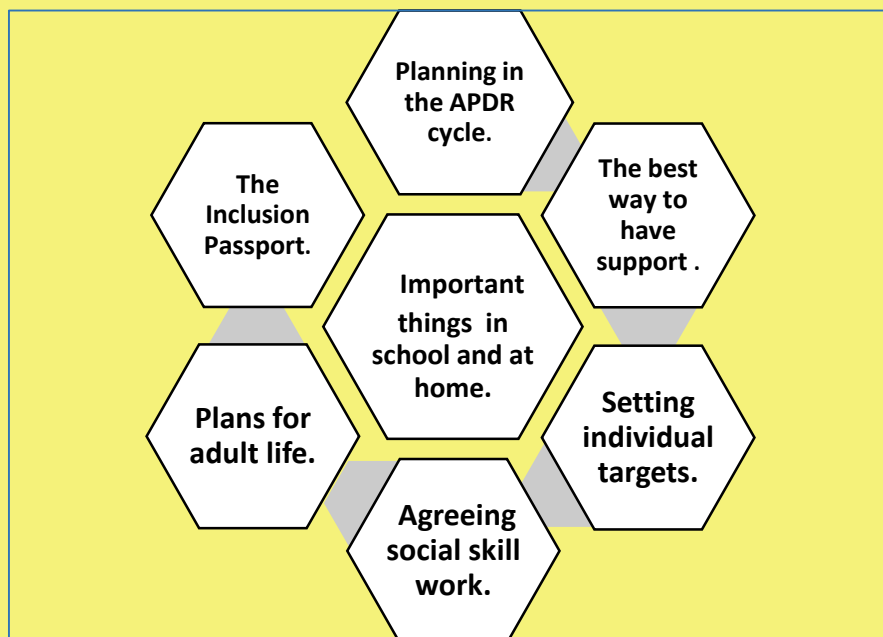 Planning in
the APDR
cycle.
The best
way to
have
support .
Setting
individual
targets.
Agreeing
social skill
work.
Plans for
adult life.
The
Inclusion
Passport.
Important
things in
school and at
home.